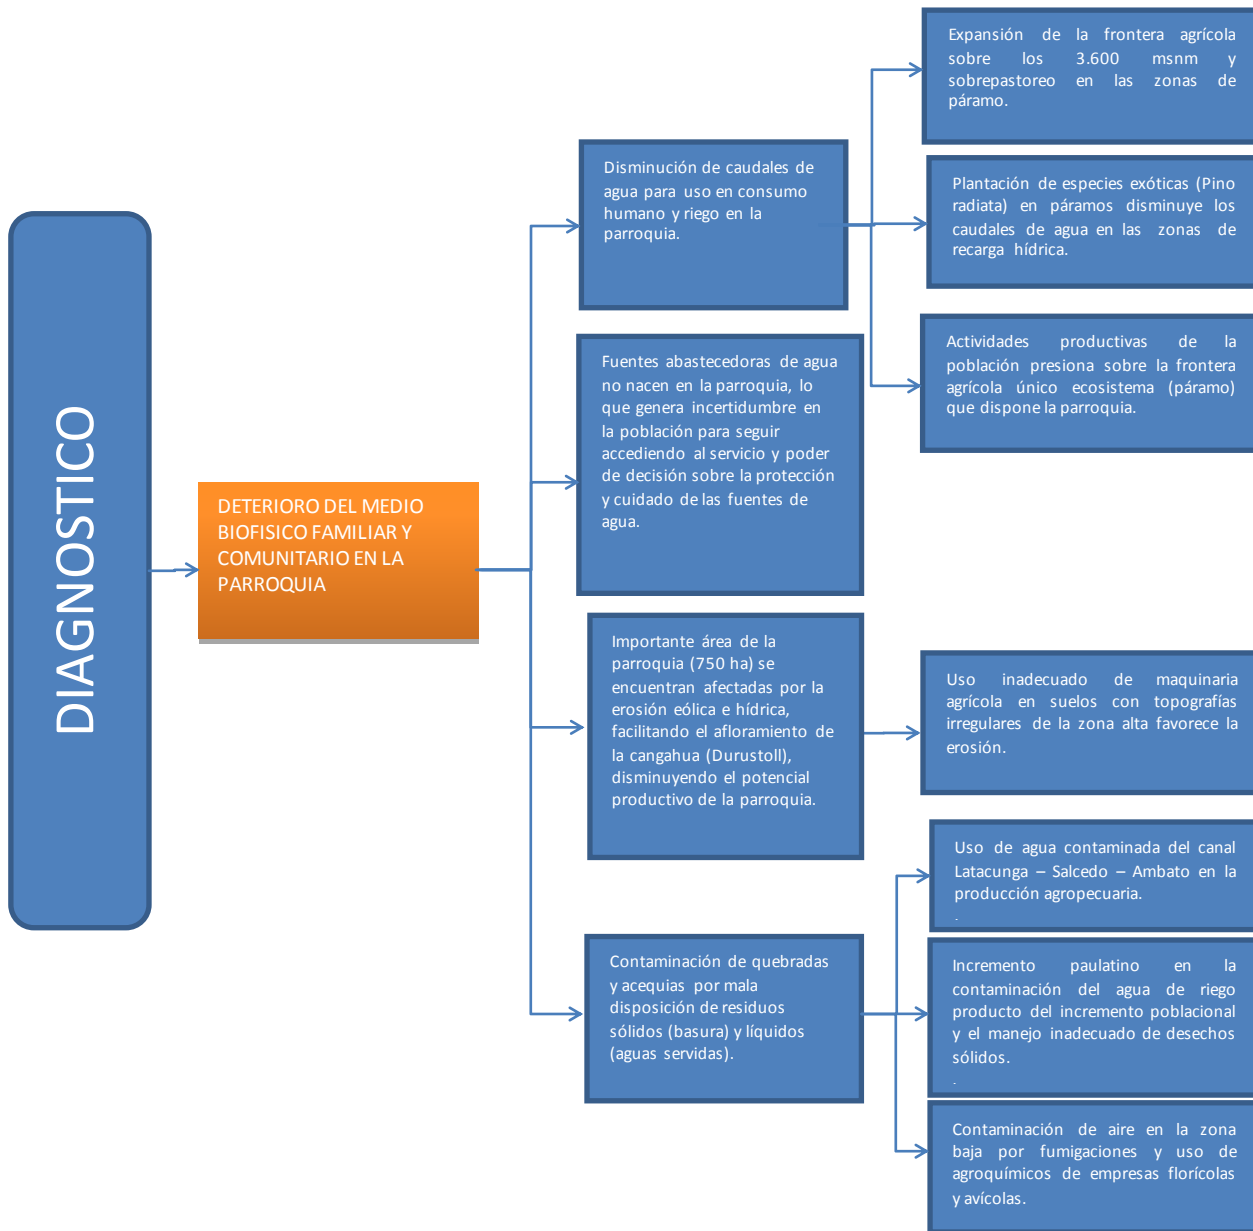 DIAGNOSTICO
DETERIORO DEL MEDIO
BIOFISICO FAMILIAR Y
COMUNITARIO EN LA
PARROQUIA
Disminución de caudales de
agua para uso en consumo
humano y riego en la
parroquia.
Expansión de la frontera agrícola
sobre los 3.600 msnm y
sobrepastoreo en las zonas de
páramo.
Plantación de especies exóticas (Pino
radiata) en páramos disminuye los
caudales de agua en las zonas de
recarga hídrica.
Actividades productivas de la
población presiona sobre la frontera
agrícola único ecosistema (páramo)
que dispone la parroquia.
Fuentes abastecedoras de agua
no nacen en la parroquia, lo
que genera incertidumbre en
la población para seguir
accediendo al servicio y poder
de decisión sobre la protección
y cuidado de las fuentes de
agua.
Importante área de la
parroquia (750 ha) se
encuentran afectadas por la
erosión eólica e hídrica,
facilitando el afloramiento de
la cangahua (Durustoll),
disminuyendo el potencial
productivo de la parroquia.
Uso inadecuado de maquinaria
agrícola en suelos con topografías
irregulares de la zona alta favorece la
erosión.
Contaminación de quebradas
y acequias por mala
disposición de residuos
sólidos (basura) y líquidos
(aguas servidas).
Uso de agua contaminada del canal
Latacunga – Salcedo – Ambato en la
producción agropecuaria.
.
Incremento paulatino en la
contaminación del agua de riego
producto del incremento poblacional
y el manejo inadecuado de desechos
sólidos.
.
Contaminación de aire en la zona
baja por fumigaciones y uso de
agroquímicos de empresas florícolas
y avícolas.